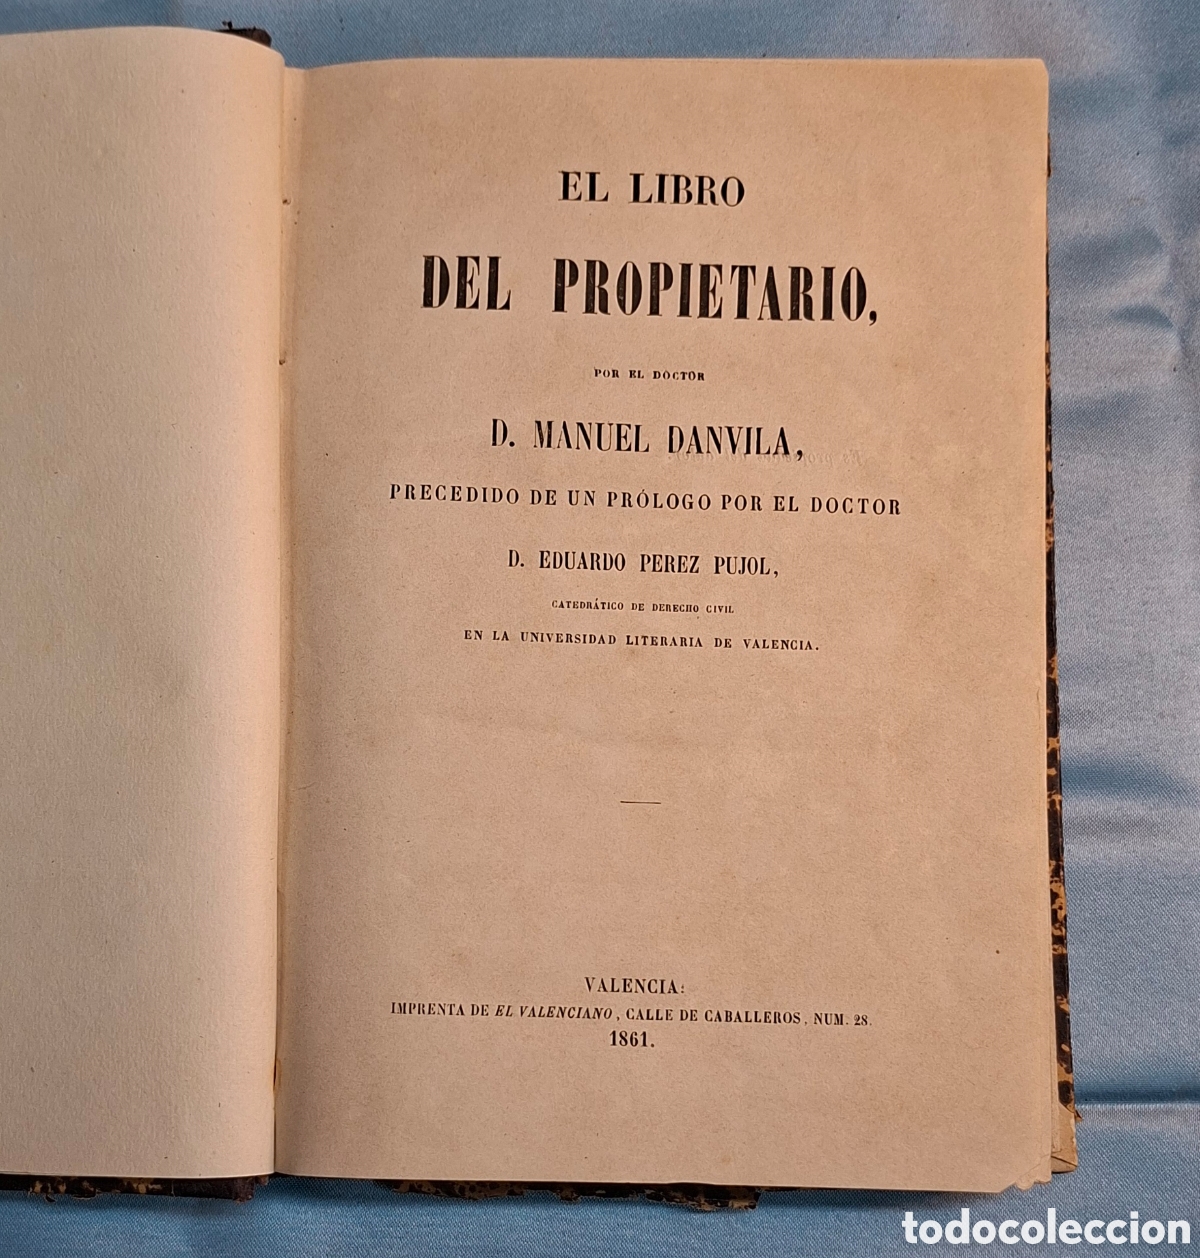 EL LIBRO
DEL PROPIETARIO,
POR EL DOCTOR
D. MANUEL DANVILA,
PRECEDIDO DE UN PRÓLOGO POR EL DOCTOR
D. EDUARDO PEREZ PUJOL,
CATEDRÁTICO DE DERECHO CIVIL
EN LA UNIVERSIDAD LITERARIA DE VALENCIA.
VALENCIA:
IMPRENTA DE EL VALENCIANO, CALLE DE CABALLEROS, NUM. 28.
1861.
todocoleccion